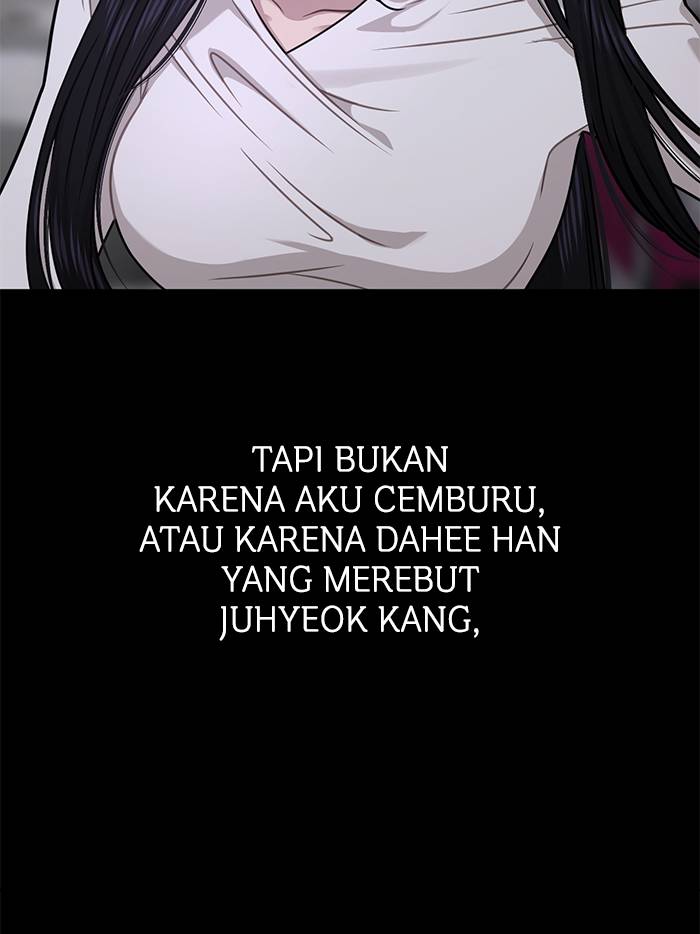 TAPI BUKAN
KARENA AKU CEMBURU,
ATAU KARENA DAHEE HAN
YANG MEREBUT
JUHYEOK KANG,